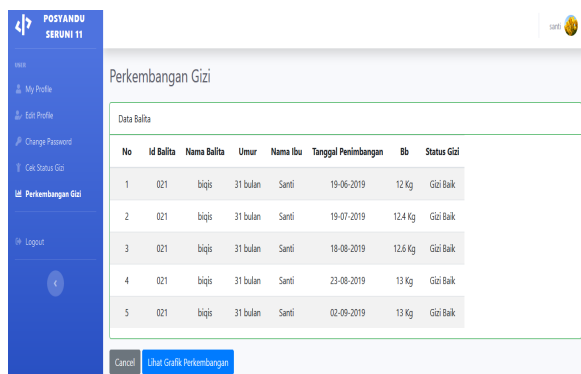 POSYANDU
SERUNI 11
santi
USER
My Profile
Edit Profile
Change Password
Cek Status Gizi
Perkembangan Gizi
Logout
Perkembangan Gizi
Data Balita
No Id Balita Nama Balita Umur Nama Ibu Tanggal Penimbangan Bb Status Gizi
1 021 biqis 31 bulan Santi 19-06-2019 12 Kg Gizi Baik
2 021 biqis 31 bulan Santi 19-07-2019 12.4 Kg Gizi Baik
3 021 biqis 31 bulan Santi 18-08-2019 12.6 Kg Gizi Baik
4 021 biqis 31 bulan Santi 23-08-2019 13 Kg Gizi Baik
5 021 biqis 31 bulan Santi 02-09-2019 13 Kg Gizi Baik
Cancel Lihat Grafik Perkembangan